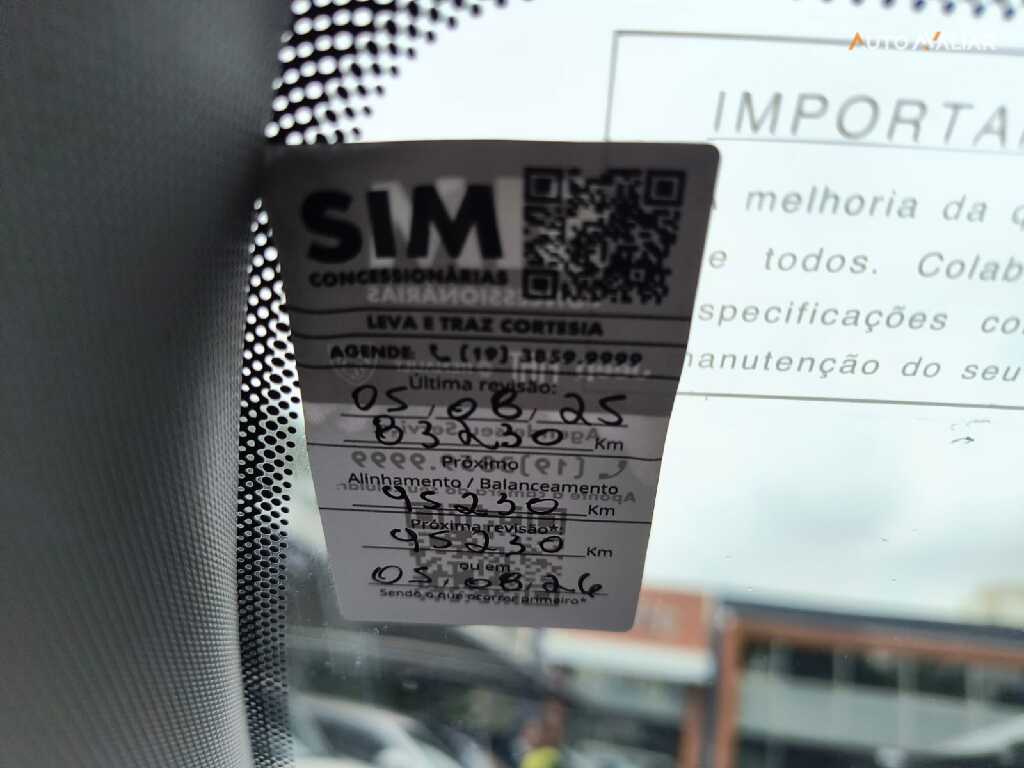 AUTO AVALIAR
IMPORTA
melhoria da q
e todos. Colab
specificações co
manutenção do seu
SIM
CONCESSIONÁRIAS
LEVA E TRAZ CORTESIA
AGENDE: (19) 3859.9999
Última revisão:
05, 08, 25
83230 Km
Próximo
Alinhamento / Balanceamento
95230 Km
Próxima revisão*:
95230 Km
ou em
05, 08, 26
Sendo o que ocorrer primeiro*